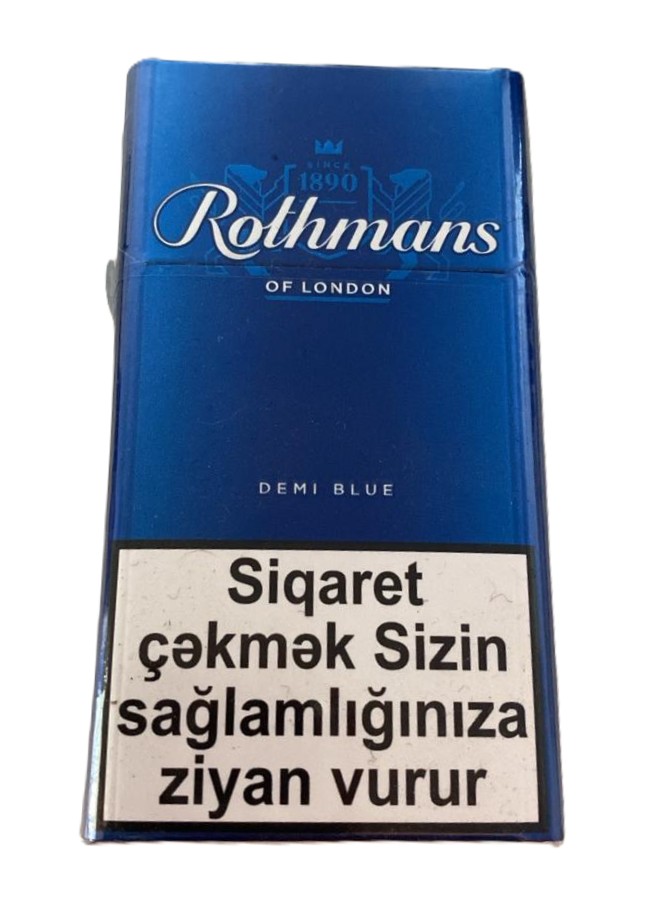 SINCE
1890
Rothmans
OF LONDON
DEMI BLUE
Siqaret
çəkmək Sizin
sağlamlığınıza
ziyan vurur